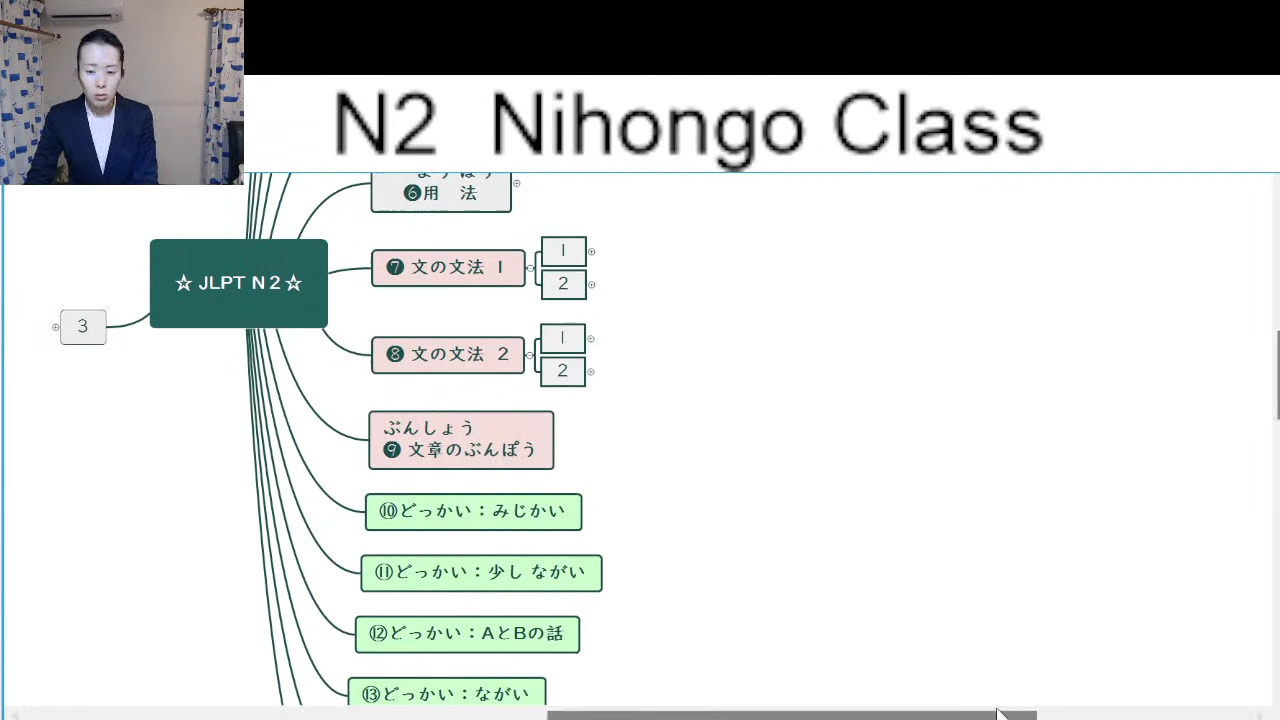 N2 Nihongo Class
ようほう
❻用 法
☆ JLPT N2☆
3
❼ 文の文法 1
1
2
❽ 文の文法 2
1
2
ぶんしょう
❾ 文章のぶんぽう
⑩どっかい：みじかい
⑪どっかい：少し ながい
⑫どっかい：AとBの話
⑬どっかい：ながい